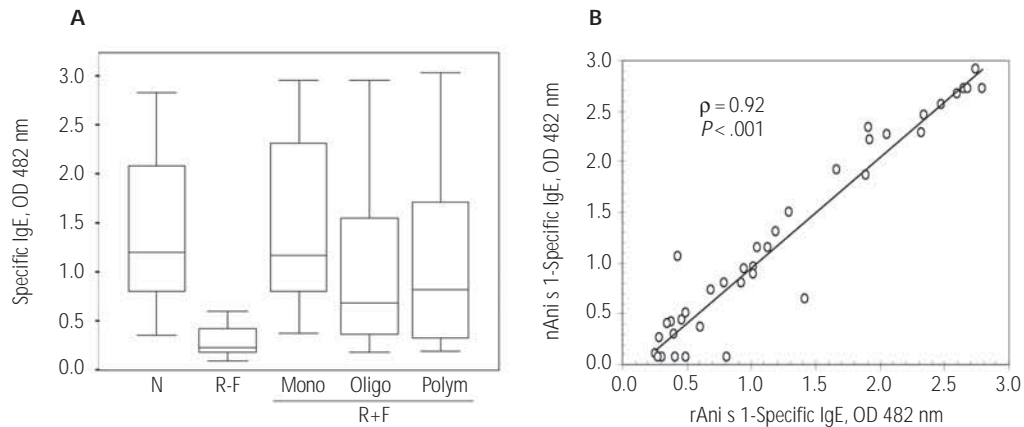 A
Specific IgE, OD 482 nm
3.0
2.5
2.0
1.5
1.0
0.5
0.0
N R-F Mono Oligo Polym
R+F
B
nAni s 1-Specific IgE, OD 482 nm
3.0
2.5
2.0
1.5
1.0
0.5
0.0
ρ = 0.92
P < .001
0.0 0.5 1.0 1.5 2.0 2.5 3.0
rAni s 1-Specific IgE, OD 482 nm